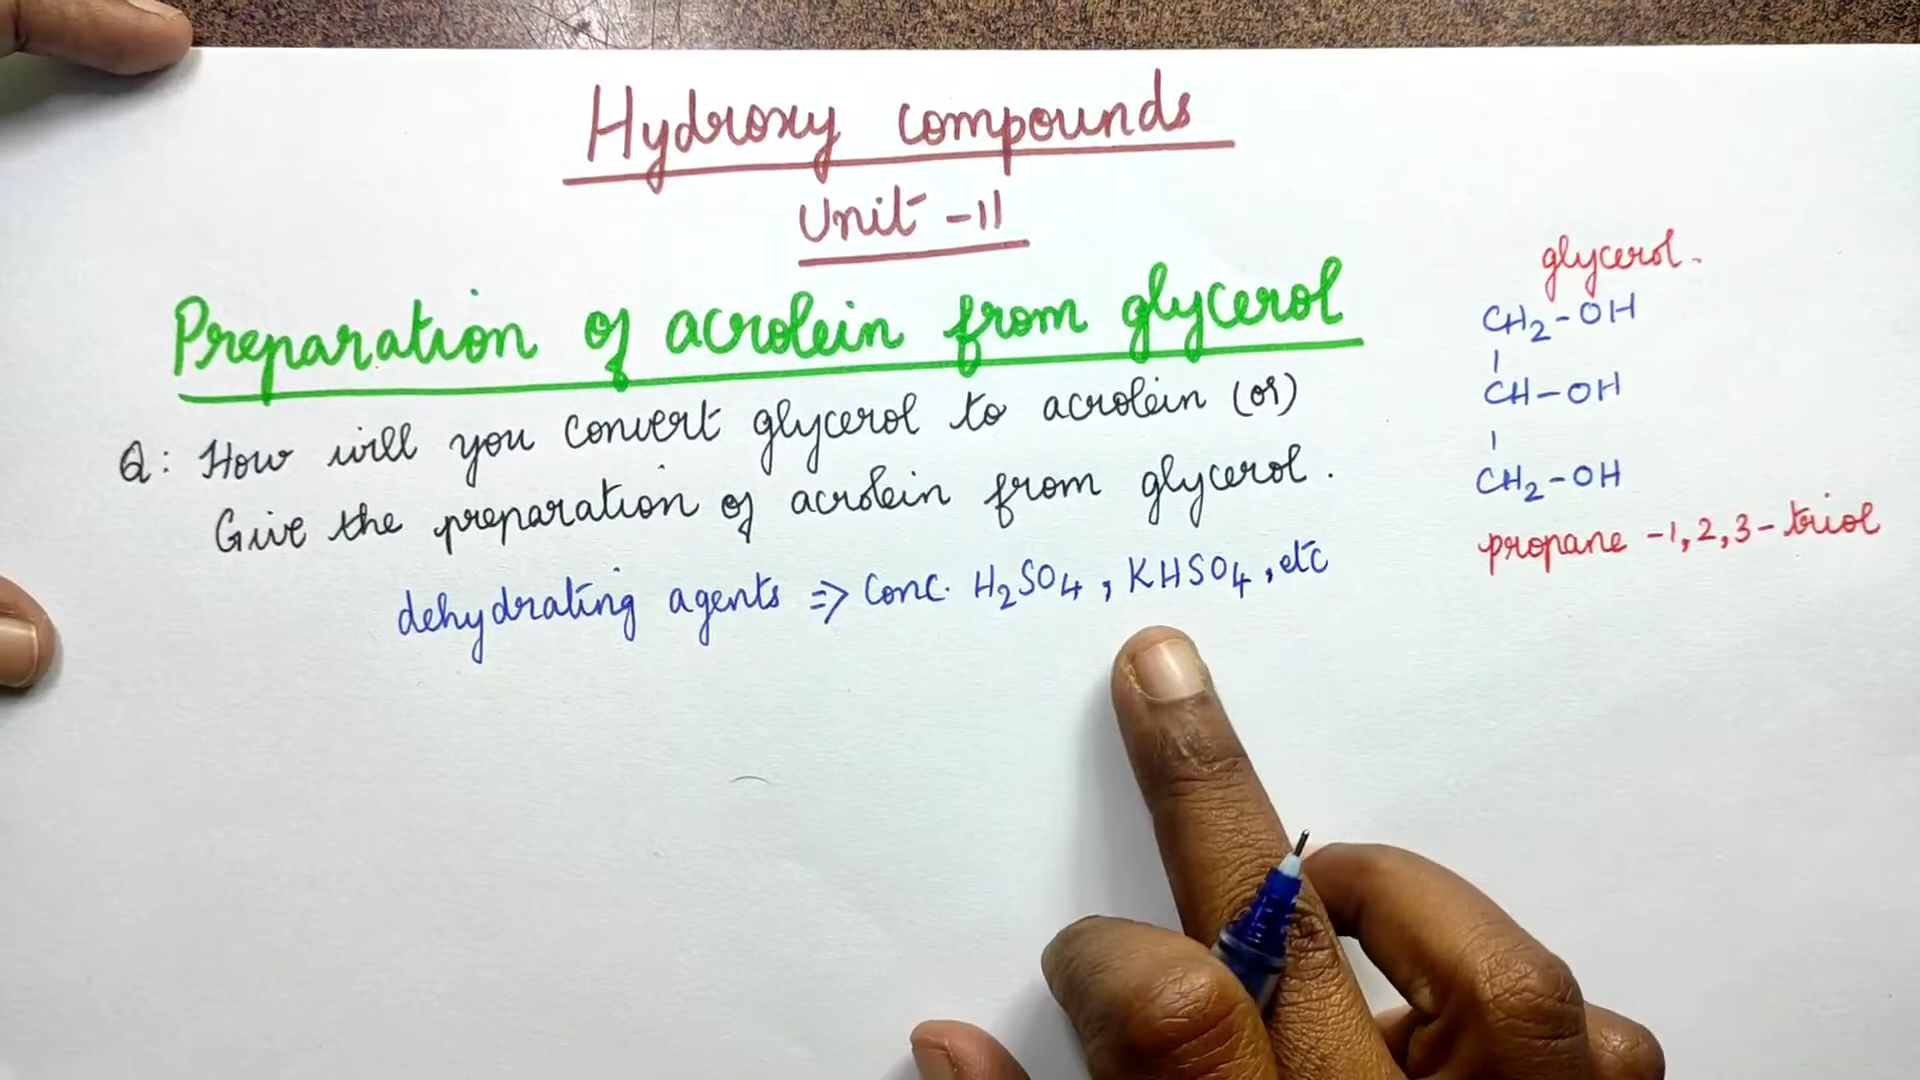 Hydroxy compounds
Unit -11
Preparation of acrolein from glycerol
Q: How will you convert glycerol to acrolein (or)
Give the preparation of acrolein from glycerol.
dehydrating agents => Conc. H2SO4, KHSO4, etc
glycerol.
CH2-OH
CH-OH
CH2-OH
propane -1,2,3-triol